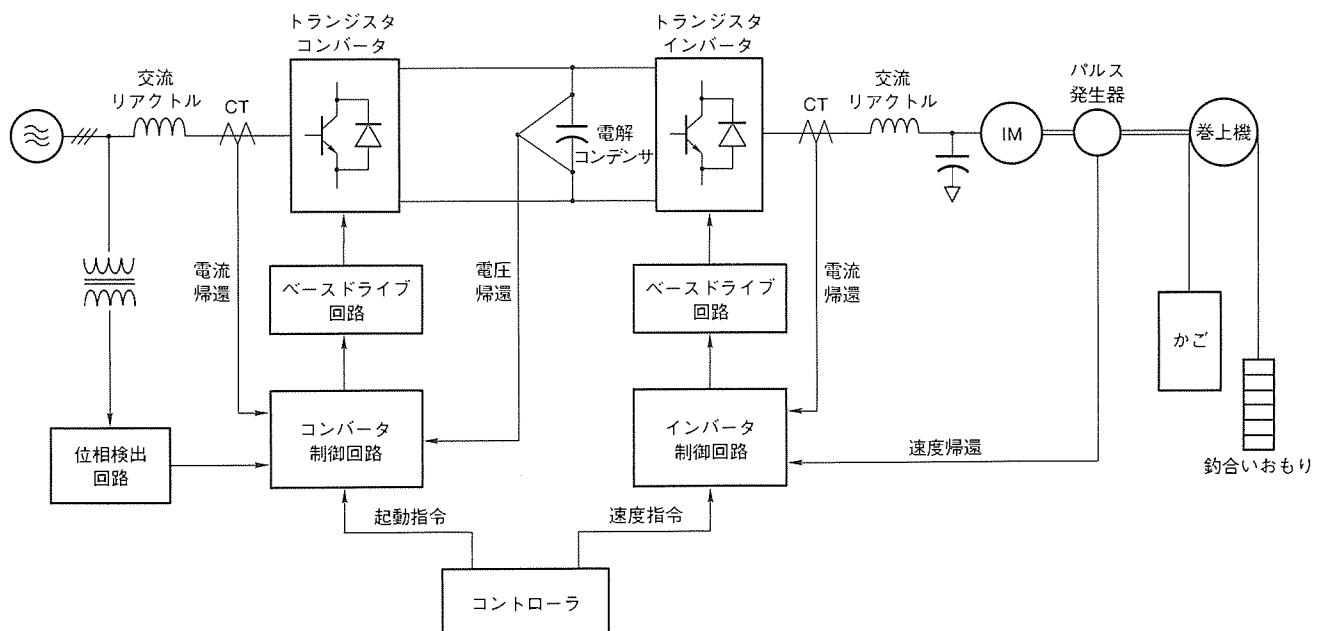 トランジスタ
コンバータ
トランジスタ
インバータ
交流
リアクトル
CT
電解
コンデンサ
CT
交流
リアクトル
IM
パルス
発生器
巻上機
電流
帰還
ベースドライブ
回路
電圧
帰還
ベースドライブ
回路
電流
帰還
かご
位相検出
回路
コンバータ
制御回路
インバータ
制御回路
速度帰還
釣合いおもり
起動指令
速度指令
コントローラ